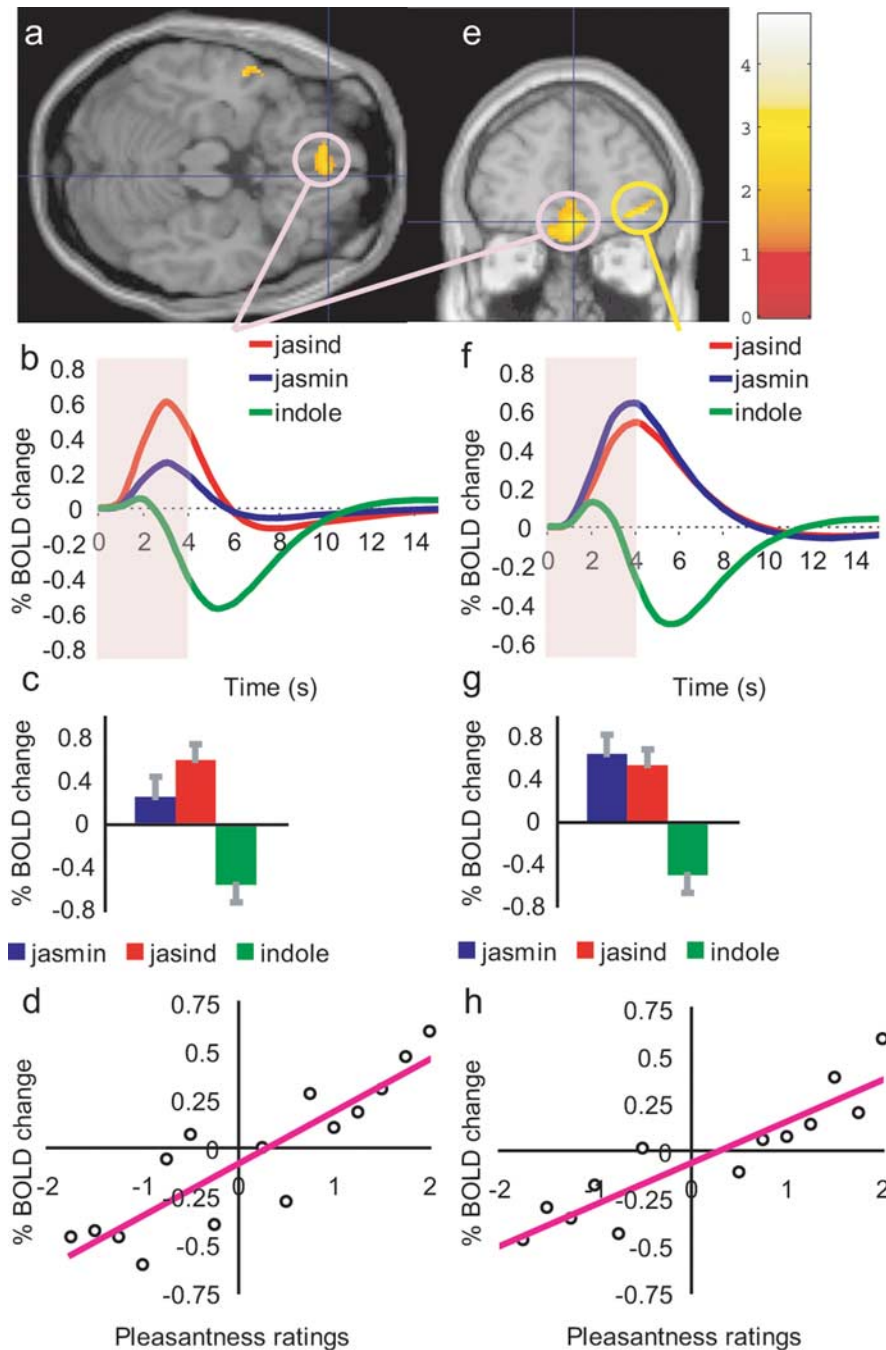 a
e
4
3
2
1
0
b
jasind
jasmin
indole
0.8
0.6
0.4
0.2
0
-0.2
-0.4
-0.6
-0.8
% BOLD change
0 2 4 6 8 10 12 14
Time (s)
f
jasind
jasmin
indole
0.8
0.6
0.4
0.2
0
-0.2
-0.4
-0.6
% BOLD change
0 2 4 6 8 10 12 14
Time (s)
c
% BOLD change
0.8
0.4
0
-0.4
-0.8
jasmin jasind indole
g
% BOLD change
0.8
0.4
0
-0.4
-0.8
jasmin jasind indole
d
% BOLD change
0.75
0.5
0.25
0
-0.25
-0.5
-0.75
-2 -1 0 1 2
Pleasantness ratings
h
% BOLD change
0.75
0.5
0.25
0
-0.25
-0.5
-0.75
-2 -1 0 1 2
Pleasantness ratings